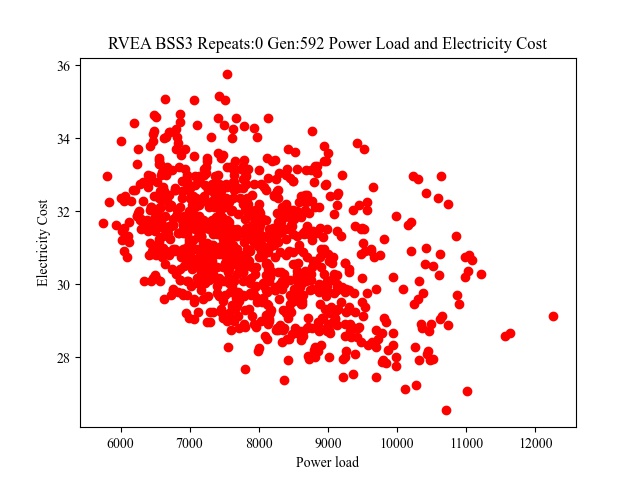 RVEA BSS3 Repeats:0 Gen:592 Power Load and Electricity Cost
36
34
32
30
28
Electricity Cost
6000 7000 8000 9000 10000 11000 12000
Power load